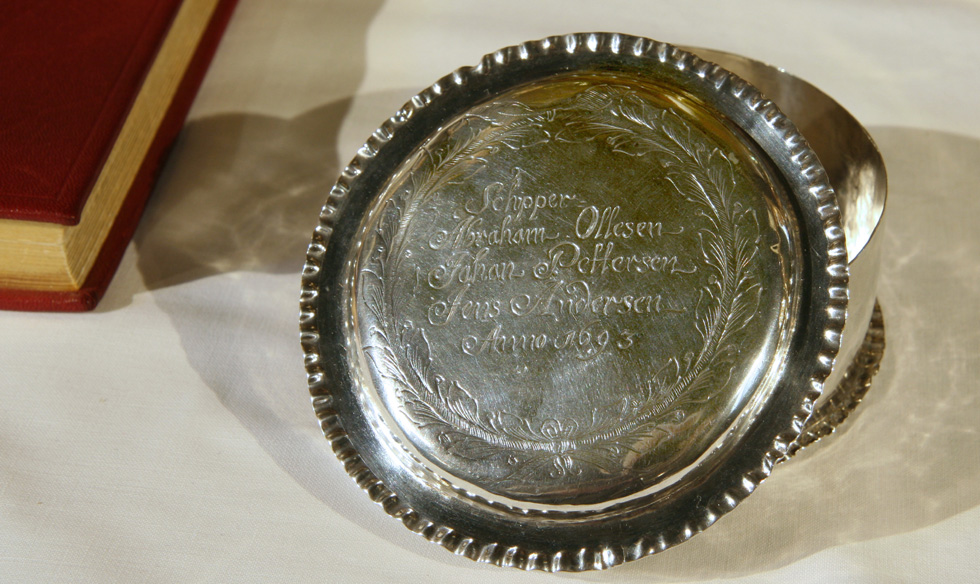 Schipper
Abraham Ollesen
Johan Pettersen
Jens Andersen
Anno 1693